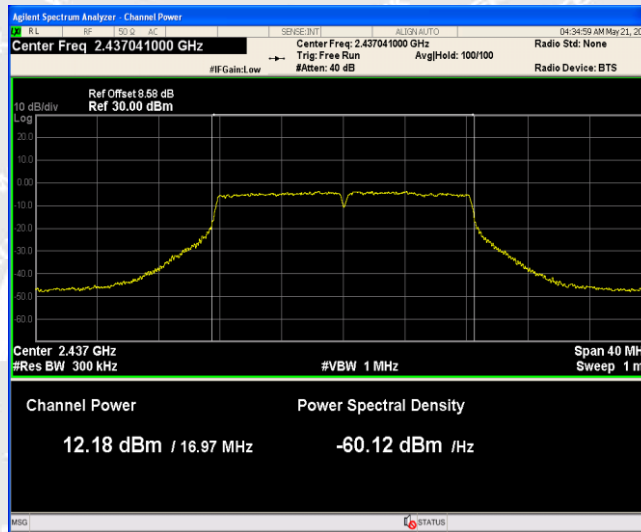 Agilent Spectrum Analyzer - Channel Power
RL RF 50 Ω AC SENSE:INT ALIGNAUTO 04:34:59 AM May 21, 20
Center Freq 2.437041000 GHz Center Freq: 2.437041000 GHz Radio Std: None
Trig: Free Run Avg|Hold: 100/100
#IFGain:Low #Atten: 40 dB Radio Device: BTS
Ref Offset 8.58 dB
10 dB/div Ref 30.00 dBm
Log
20.0
10.0
0.00
-10.0
-20.0
-30.0
-40.0
-50.0
-60.0
Center 2.437 GHz Span 40 MH
#Res BW 300 kHz #VBW 1 MHz Sweep 1 m
Channel Power Power Spectral Density
12.18 dBm / 16.97 MHz -60.12 dBm /Hz
MSG STATUS